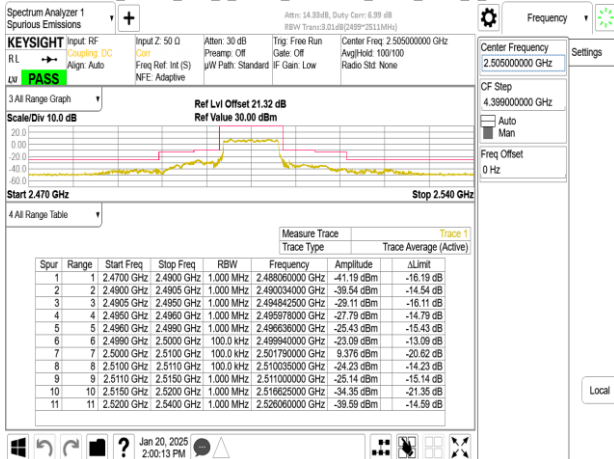 Spectrum Analyzer 1
Spurious Emissions
Attn: 14.33dB, Duty Corr: 6.99 dB
RBW Trans:3.01dB(2499~2511MHz)
Frequency
KEYSIGHT Input: RF Input Z: 50 Ω Atten: 30 dB Trig: Free Run Center Freq: 2.505000000 GHz
RL Coupling: DC Corr Preamp: Off Gate: Off Avg|Hold: 100/100
Align: Auto Freq Ref: Int (S) µW Path: Standard IF Gain: Low Radio Std: None
LXI PASS NFE: Adaptive
Center Frequency
2.505000000 GHz
Settings
CF Step
4.399000000 GHz
Auto
Man
Freq Offset
0 Hz
Local
3 All Range Graph
Ref Lvl Offset 21.32 dB
Scale/Div 10.0 dB Ref Value 30.00 dBm
20.0
0.00
-20.0
-40.0
-60.0
Start 2.470 GHz Stop 2.540 GHz
4 All Range Table
Measure Trace Trace 1
Trace Type Trace Average (Active)
Spur Range Start Freq Stop Freq RBW Frequency Amplitude ΔLimit
1 1 2.4700 GHz 2.4900 GHz 1.000 MHz 2.488060000 GHz -41.19 dBm -16.19 dB
2 2 2.4900 GHz 2.4905 GHz 1.000 MHz 2.490034000 GHz -39.54 dBm -14.54 dB
3 3 2.4905 GHz 2.4950 GHz 1.000 MHz 2.494842500 GHz -29.11 dBm -16.11 dB
4 4 2.4950 GHz 2.4960 GHz 1.000 MHz 2.495978000 GHz -27.79 dBm -14.79 dB
5 5 2.4960 GHz 2.4990 GHz 1.000 MHz 2.496636000 GHz -25.43 dBm -15.43 dB
6 6 2.4990 GHz 2.5000 GHz 100.0 kHz 2.499940000 GHz -23.09 dBm -13.09 dB
7 7 2.5000 GHz 2.5100 GHz 100.0 kHz 2.501790000 GHz 9.376 dBm -20.62 dB
8 8 2.5100 GHz 2.5110 GHz 100.0 kHz 2.510035000 GHz -24.23 dBm -14.23 dB
9 9 2.5110 GHz 2.5150 GHz 1.000 MHz 2.511000000 GHz -25.14 dBm -15.14 dB
10 10 2.5150 GHz 2.5200 GHz 1.000 MHz 2.516625000 GHz -34.35 dBm -21.35 dB
11 11 2.5200 GHz 2.5400 GHz 1.000 MHz 2.526060000 GHz -39.59 dBm -14.59 dB
Jan 20, 2025
2:00:13 PM